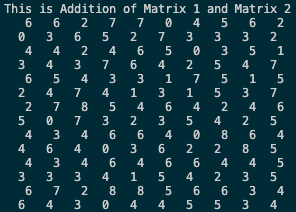 This is Addition of Matrix 1 and Matrix 2
6 6 2 7 7 0 4 5 6 2
0 3 6 5 2 7 3 3 3 2
4 4 2 4 6 5 0 3 5 1
3 4 3 7 6 4 2 5 4 7
6 5 4 3 3 1 7 5 1 5
2 4 7 4 1 3 1 5 3 7
2 7 8 5 4 6 4 2 4 6
5 0 7 3 2 3 5 4 2 5
4 3 4 6 6 4 0 8 6 4
4 6 4 0 3 6 2 2 8 5
4 3 4 6 4 6 6 4 4 5
3 3 3 4 1 5 4 2 3 5
6 7 2 8 8 5 6 6 3 4
6 4 3 0 4 4 5 5 3 4